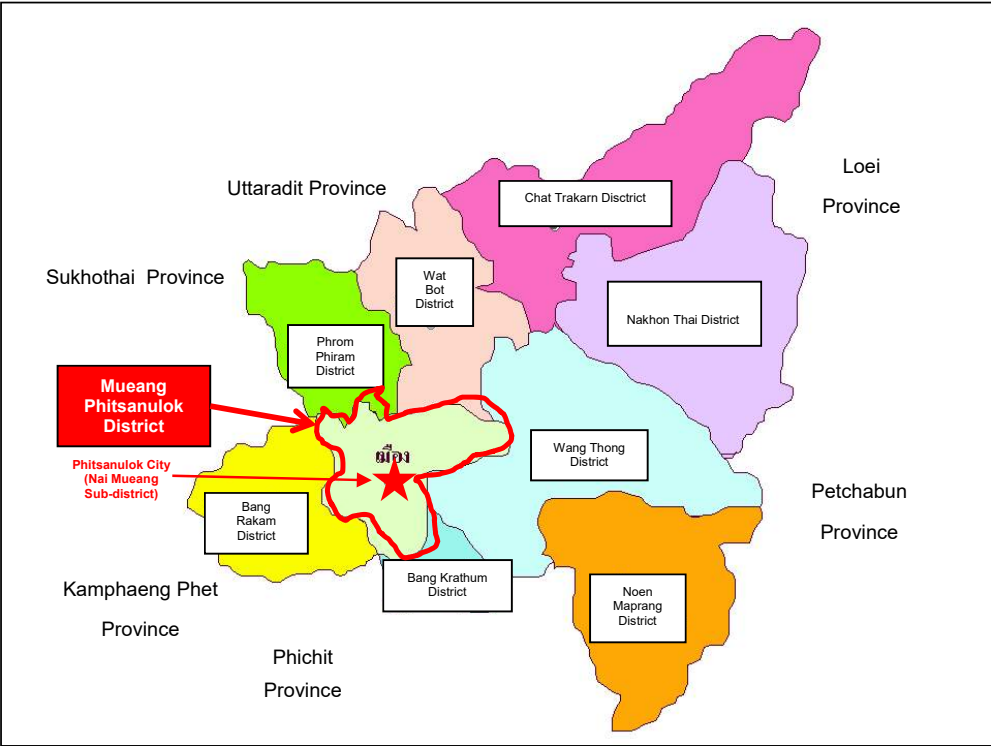 Loei
Province
Uttaradit Province
Chat Trakarn Disctrict
Sukhothai  Province
Wat
Bot
District
Nakhon Thai District
Phrom
Phiram
District
Mueang
Phitsanulok
District
เมือง
Wang Thong
District
Phitsanulok City
(Nai Mueang
Sub-district)
Petchabun
Province
Bang
Rakam
District
Bang Krathum
District
Noen
Maprang
District
Kamphaeng Phet
Province
Phichit
Province